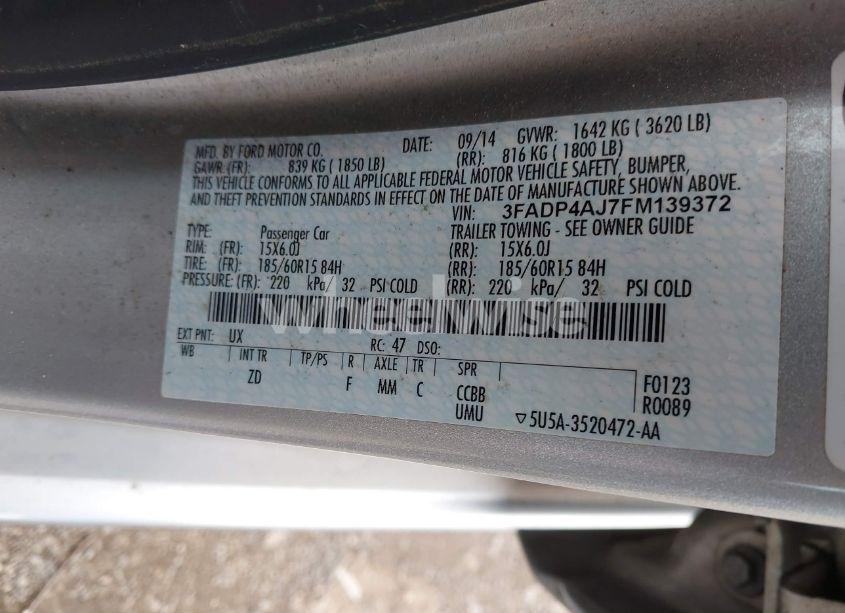 MFD. BY FORD MOTOR CO. DATE: 09/14 GVWR: 1642 KG ( 3620 LB)
GAWR: (FR): 839 KG ( 1850 LB) (RR): 816 KG ( 1800 LB)
THIS VEHICLE CONFORMS TO ALL APPLICABLE FEDERAL MOTOR VEHICLE SAFETY, BUMPER,
AND THEFT PREVENTION STANDARDS IN EFFECT ON THE DATE OF MANUFACTURE SHOWN ABOVE.
VIN: 3FADP4AJ7FM139372
TYPE: Passenger Car TRAILER TOWING - SEE OWNER GUIDE
RIM: (FR): 15X6.0J (RR): 15X6.0J
TIRE: (FR): 185/60R15 84H (RR): 185/60R15 84H
PRESSURE: (FR): 220 kPa/ 32 PSI COLD (RR): 220 kPa/ 32 PSI COLD
Wheelwise
EXT PNT: UX RC: 47 DSO:
WB INT TR TP/PS R AXLE TR SPR
ZD F MM C CCBB F0123
UMU R0089
▽5U5A-3520472-AA